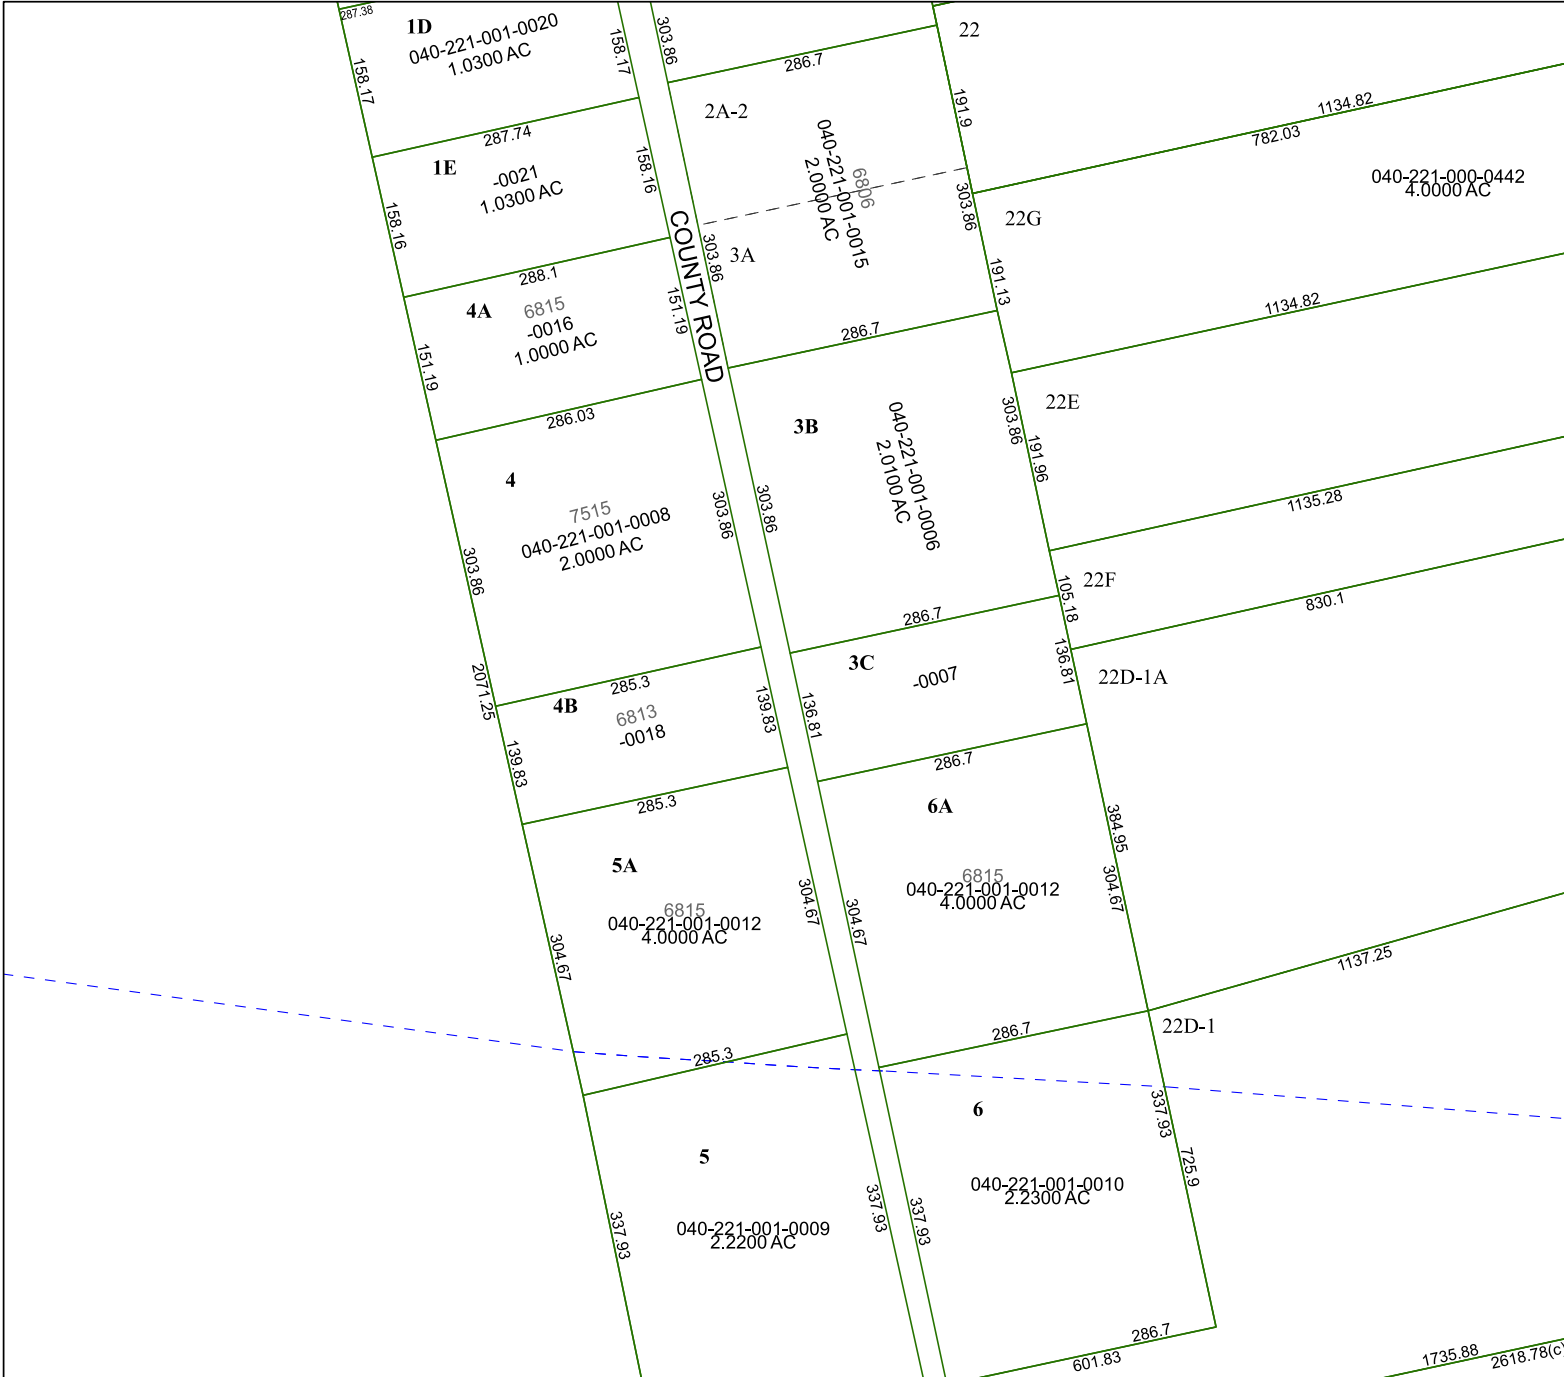 287.38
1D
040-221-001-0020
1.0300 AC
158.17
158.17
303.86
286.7
22
287.74
2A-2
191.9
1134.82
782.03
1E
-0021
1.0300 AC
158.16
158.16
6806
040-221-001-0015
2.0000 AC
040-221-000-0442
4.0000 AC
303.86
22G
COUNTY ROAD
303.86
3A
288.1
191.13
4A
6815
-0016
1.0000 AC
151.19
151.19
286.7
1134.82
286.03
22E
303.86
191.96
3B
040-221-001-0006
2.0100 AC
4
7515
040-221-001-0008
2.0000 AC
303.86
303.86
303.86
1135.28
22F
105.18
830.1
286.7
3C
-0007
136.81
22D-1A
2071.25
285.3
4B
6813
-0018
139.83
136.81
139.83
286.7
285.3
6A
384.95
5A
6815
040-221-001-0012
4.0000 AC
6815
040-221-001-0012
4.0000 AC
304.67
304.67
304.67
304.67
1137.25
286.7
22D-1
285.3
6
337.93
5
725.9
040-221-001-0010
2.2300 AC
040-221-001-0009
2.2200 AC
337.93
337.93
337.93
286.7
601.83
1735.88
2618.78(c)